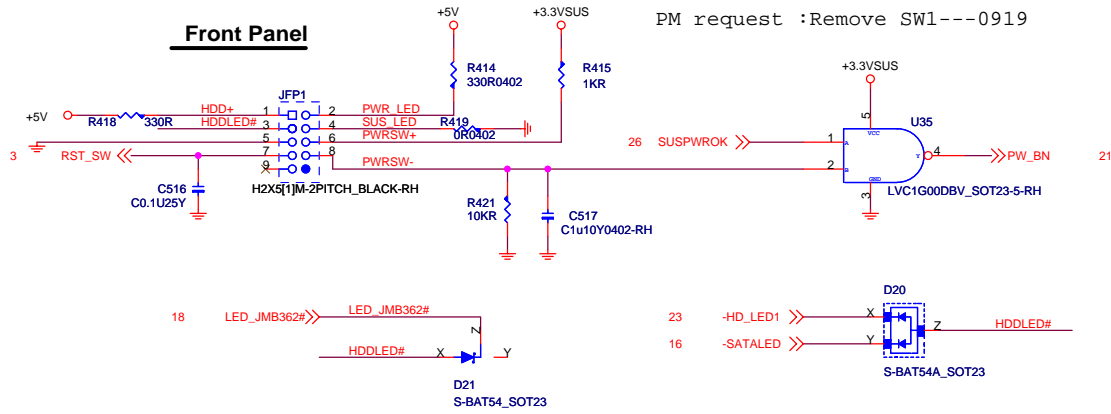 PM request :Remove SW1---0919
Front Panel
+5V
+3.3VSUS
R414
330R0402
R415
1KR
JFP1
+5V
R418
330R
HDD+
1
2
PWR_LED
HDDLED#
3
4
SUS_LED
R419
0R0402
5
6
PWRSW+
3
RST_SW
7
8
9
PWRSW-
H2X5[1]M-2PITCH_BLACK-RH
C516
C0.1U25Y
R421
10KR
C517
C1u10Y0402-RH
+3.3VSUS
5
VCC
U35
26
SUSPWROK
1
A
2
B
Y
4
PW_BN
21
GND
3
LVC1G00DBV_SOT23-5-RH
18
LED_JMB362#
LED_JMB362#
Z
HDDLED#
X
Y
D21
S-BAT54_SOT23
D20
23
-HD_LED1
X
Z
HDDLED#
16
-SATALED
Y
S-BAT54A_SOT23